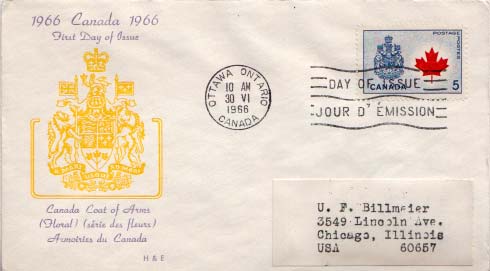 1966 Canada 1966
First Day of Issue
Canada Coat of Arms
(Floral) (série des fleurs)
Armoiries du Canada
H & E
OTTAWA ONTARIO
10 AM
30 VI
1966
CANADA
POSTAGE
POSTES
CANADA 5
DAY OF ISSUE
JOUR D'ÉMISSION
U. F. Billmeier
3549 Lincoln Ave.
Chicago, Illinois
USA 60657